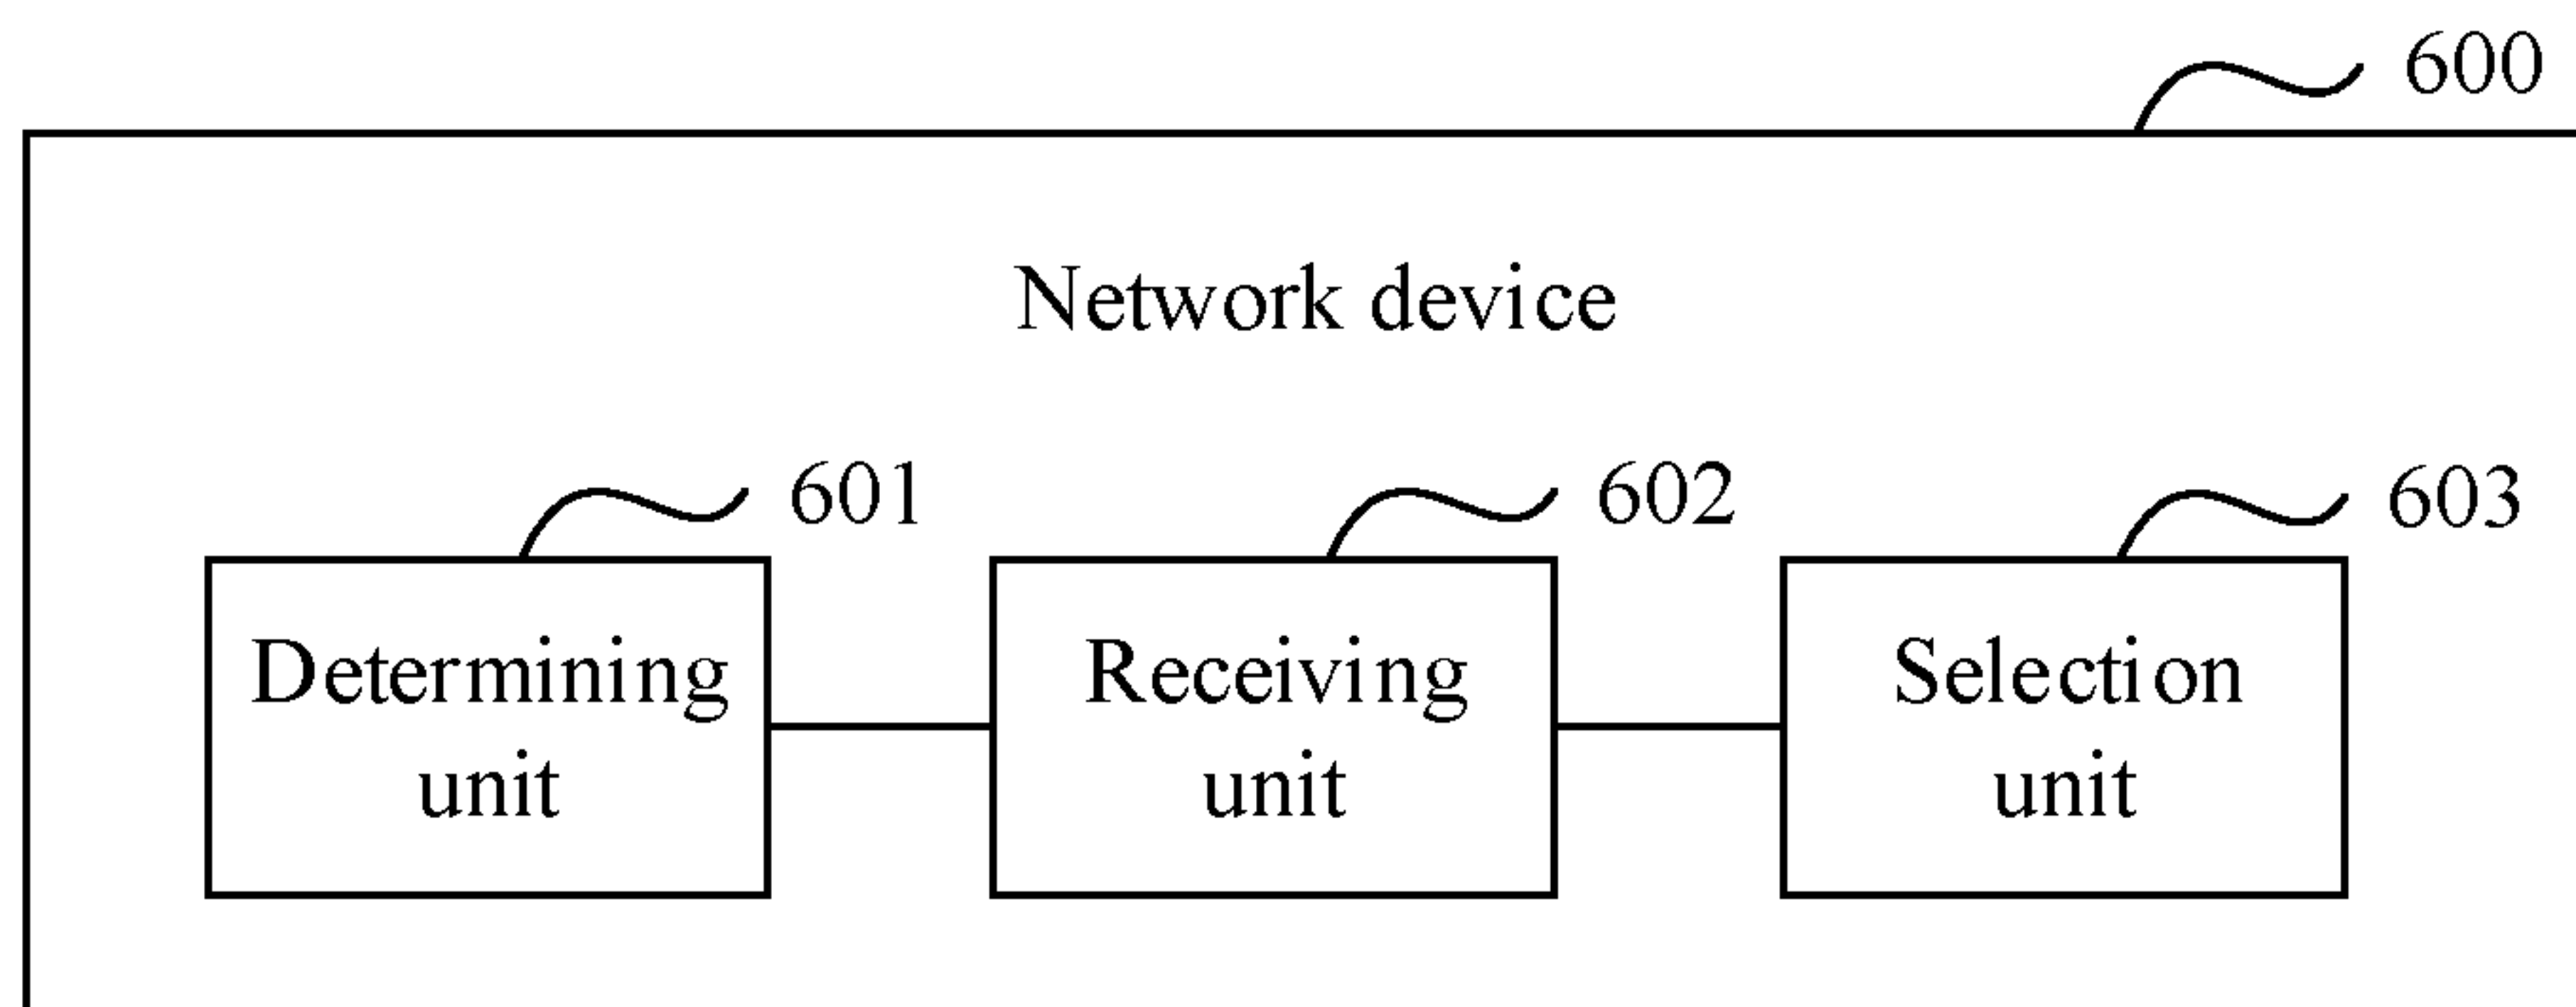 600
Network device
601
602
603
Determining
unit
Receiving
unit
Selection
unit